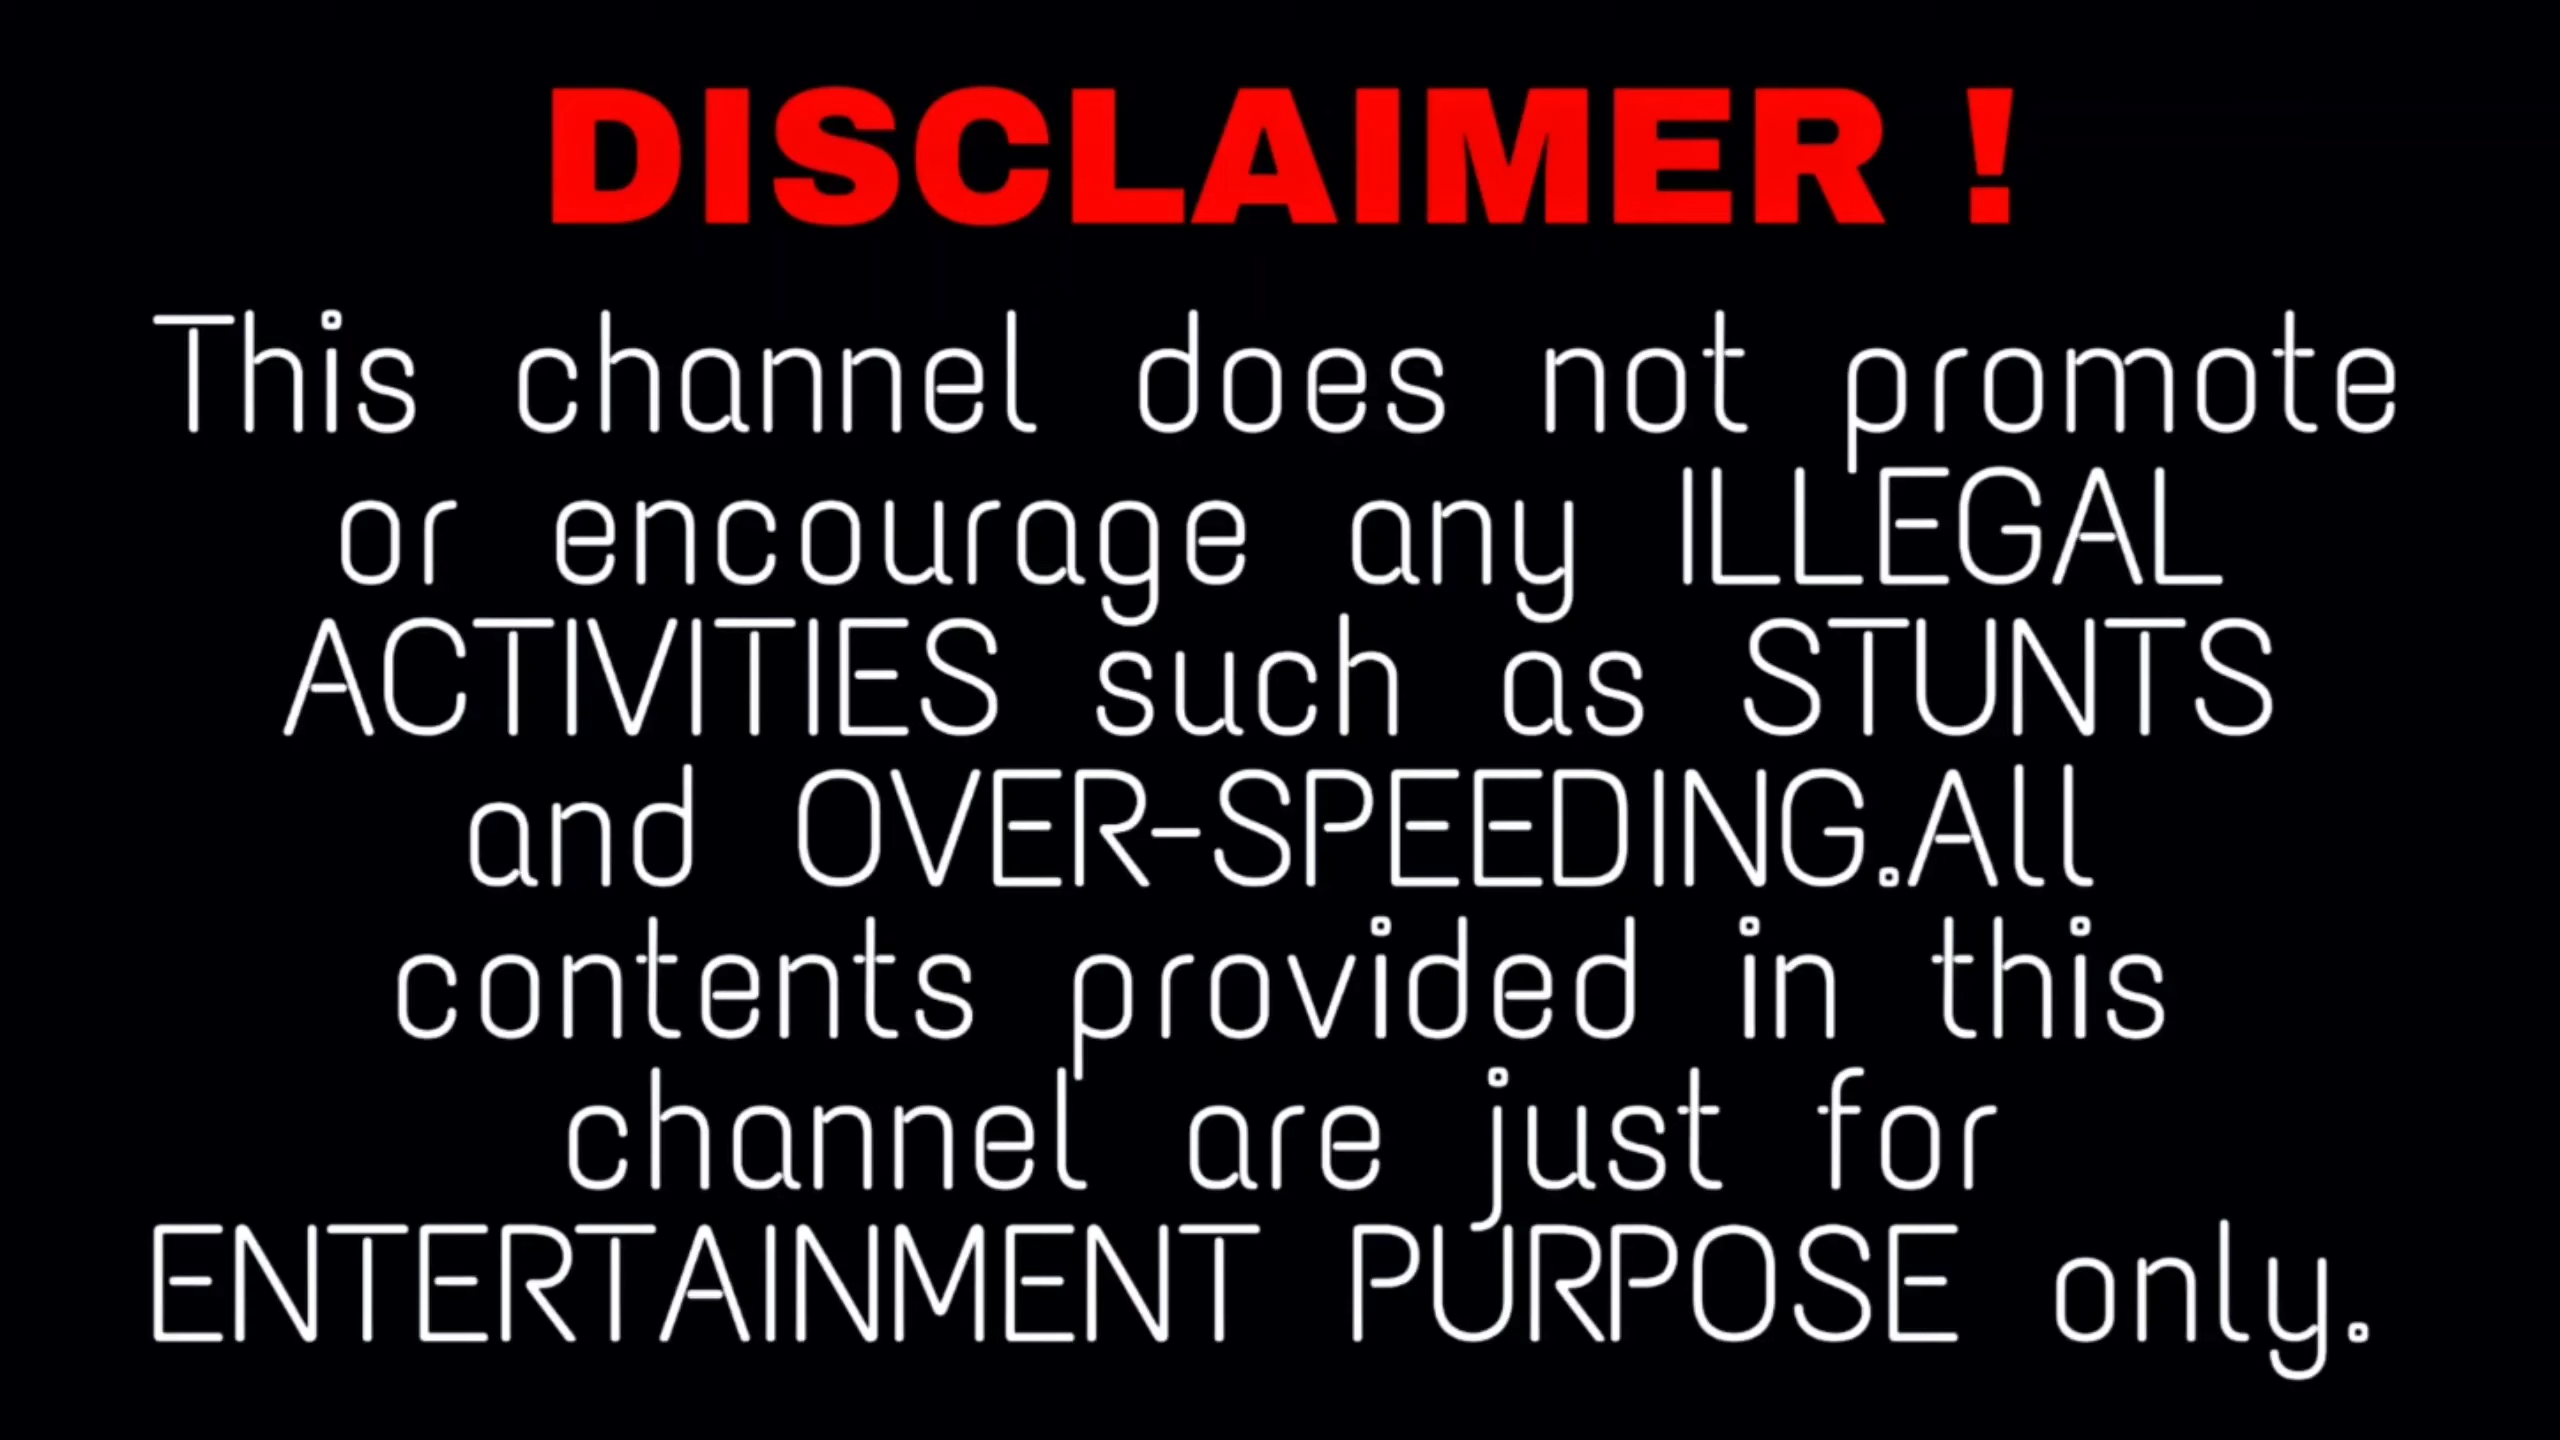 DISCLAIMER !
This channel does not promote
or encourage any ILLEGAL
ACTIVITIES such as STUNTS
and OVER-SPEEDING.All
contents provided in this
channel are just for
ENTERTAINMENT PURPOSE only.